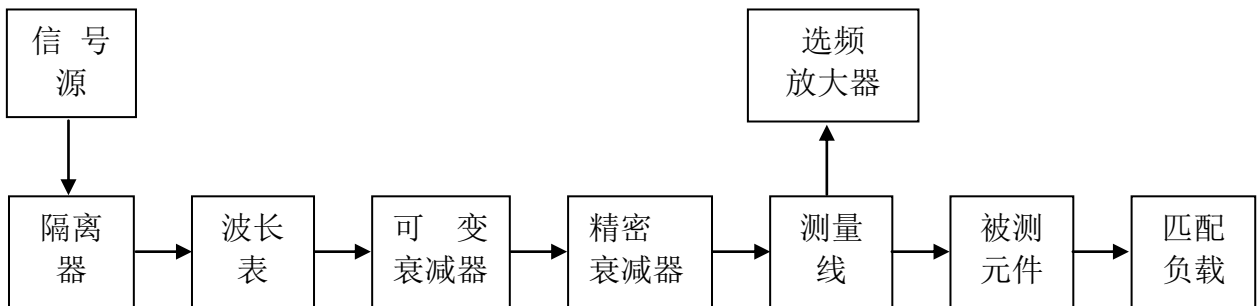 信 号
源
选频
放大器
隔离
器
波长
表
可 变
衰减器
精密
衰减器
测量
线
被测
元件
匹配
负载